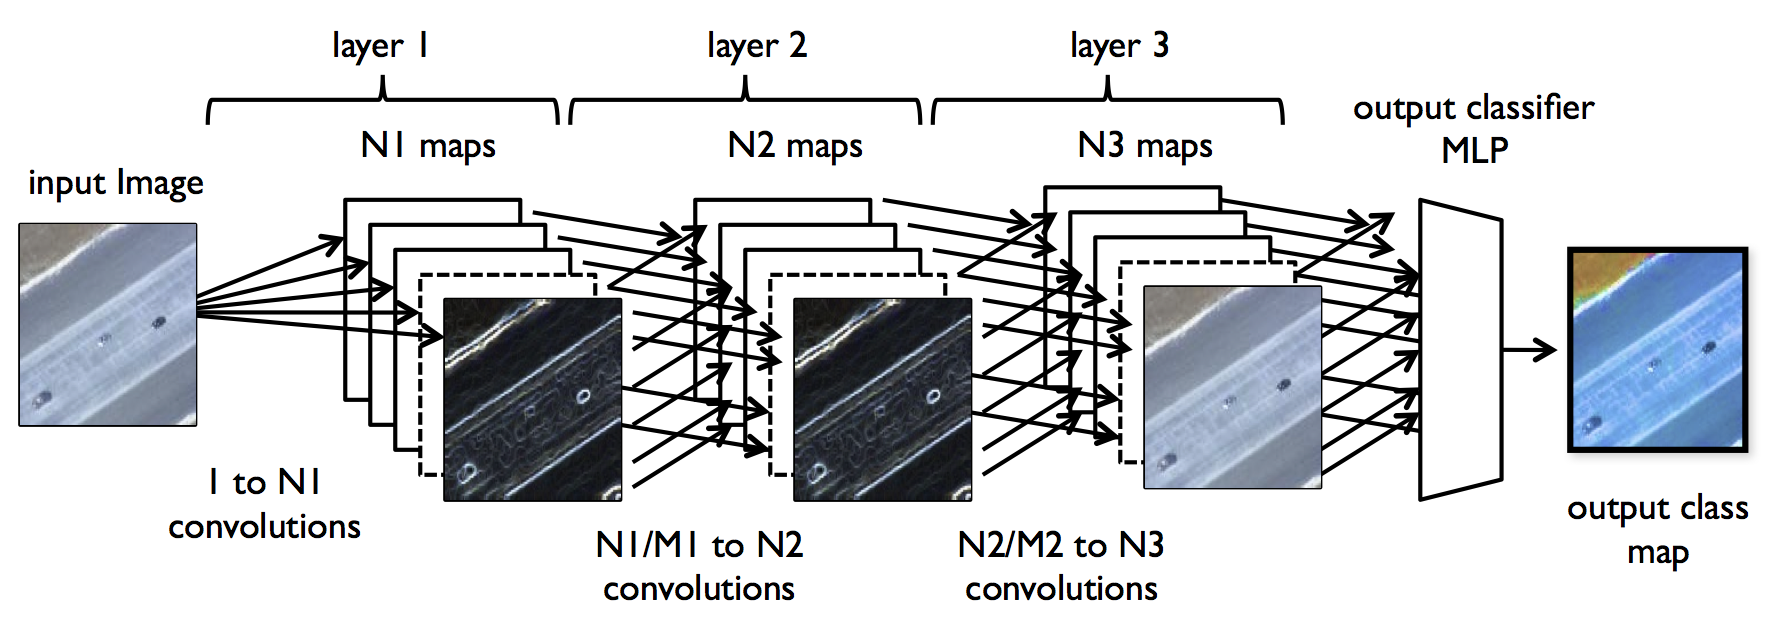 layer 1
layer 2
layer 3
N1 maps
N2 maps
N3 maps
output classifier
MLP
input Image
1 to N1
convolutions
N1/M1 to N2
convolutions
N2/M2 to N3
convolutions
output class
map